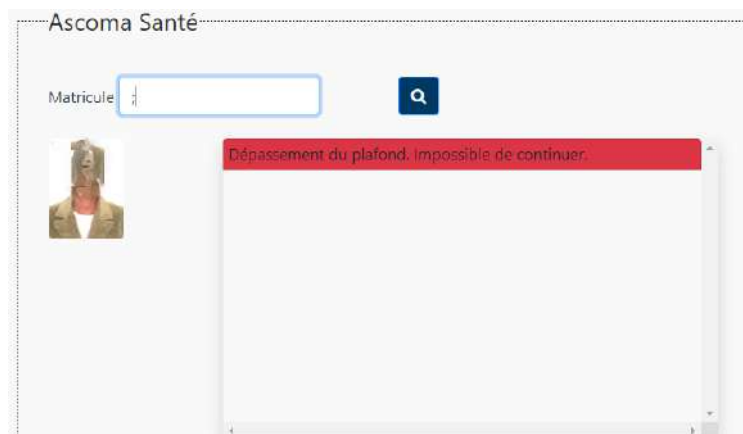 Ascoma Santé
Matricule ;
Dépassement du plafond. Impossible de continuer.